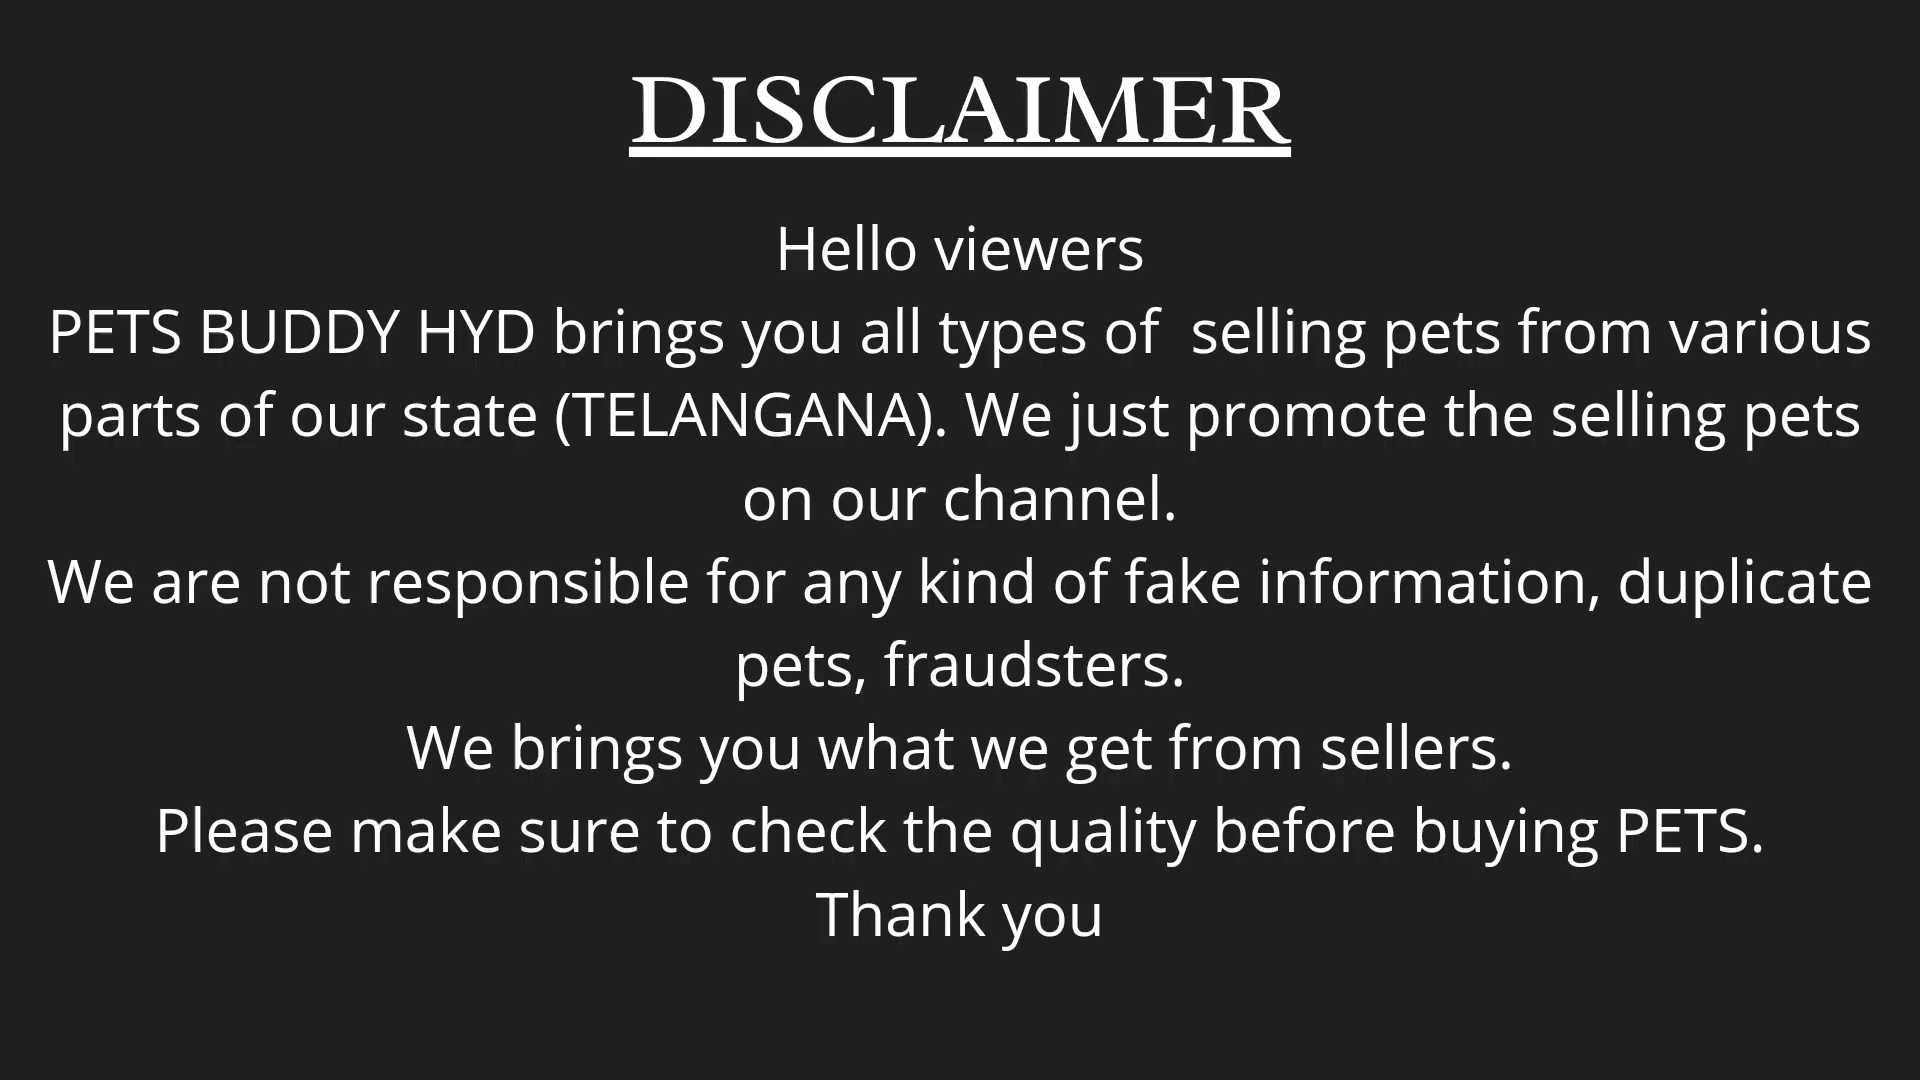 DISCLAIMER
Hello viewers
PETS BUDDY HYD brings you all types of  selling pets from various
parts of our state (TELANGANA). We just promote the selling pets
on our channel.
We are not responsible for any kind of fake information, duplicate
pets, fraudsters.
We brings you what we get from sellers.
Please make sure to check the quality before buying PETS.
Thank you